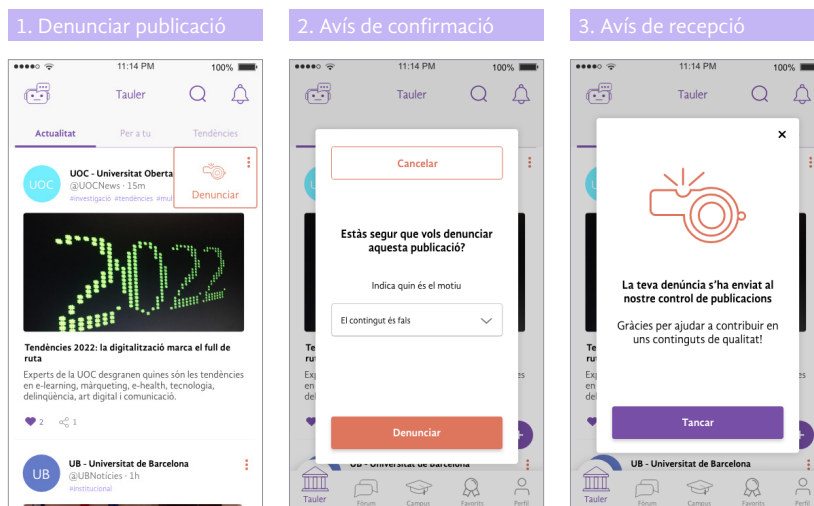 1. Denunciar publicació
11:14 PM
100%
Tauler
Actualitat
Per a tu
Tendències
UOC
UOC - Universitat Oberta
@UOCNews · 15m
#investigació #tendències
Denunciar
2022
Tendències 2022: la digitalització marca el full de
ruta
Experts de la UOC desgranen quines són les tendències
en e-learning, màrqueting, e-health, tecnologia,
delinqüència, art digital i comunicació.
2
1
UB
UB - Universitat de Barcelona
@UBNoticies · 1h
#institucional
2. Avís de confirmació
11:14 PM
100%
Tauler
Cancelar
Estàs segur que vols denunciar
aquesta publicació?
Indica quin és el motiu
El contingut és fals
Denunciar
UB - Universitat de Barcelona
Tauler
Fòrum
Campus
Favorits
Perfil
3. Avís de recepció
11:14 PM
100%
Tauler
La teva denúncia s’ha enviat al
nostre control de publicacions
Gràcies per ajudar a contribuir en
uns continguts de qualitat!
Tancar
UB - Universitat de Barcelona
Tauler
Fòrum
Campus
Favorits
Perfil